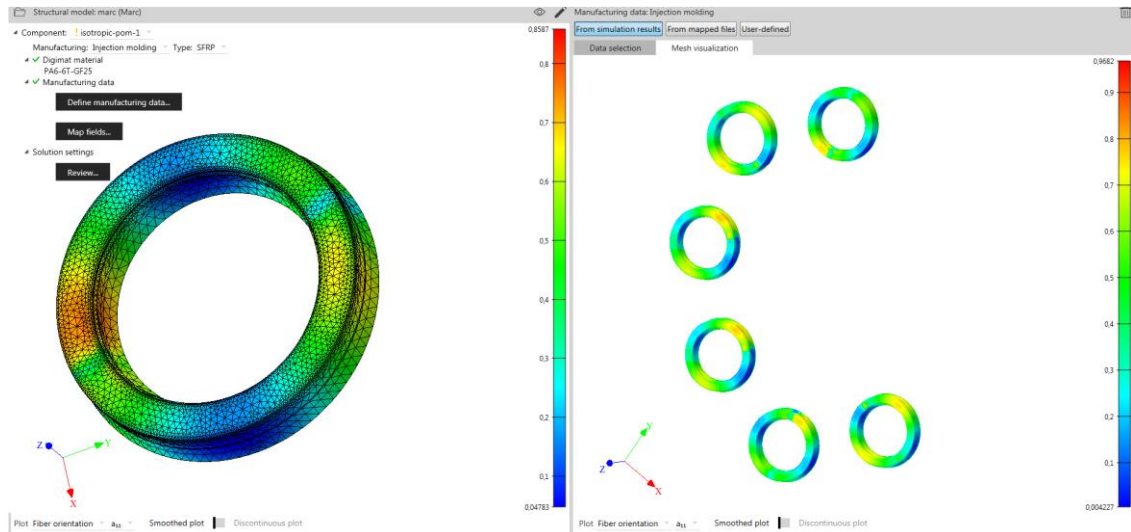 Structural model: marc (Marc)
Component: ! isotropic-pom-1
Manufacturing: Injection molding Type: SFRP
Digimat material
PA6-6T-GF25
Manufacturing data
Define manufacturing data...
Map fields...
Solution settings
Review...
0,8587
0,8
0,7
0,6
0,5
0,4
0,3
0,2
0,1
0,04783
Z
Y
X
Plot Fiber orientation a₁₁ Smoothed plot Discontinuous plot
Manufacturing data: Injection molding
From simulation results From mapped files User-defined
Data selection Mesh visualization
0,9682
0,9
0,8
0,7
0,6
0,5
0,4
0,3
0,2
0,1
0,004227
Y
Z
X
Plot Fiber orientation a₁₁ Smoothed plot Discontinuous plot